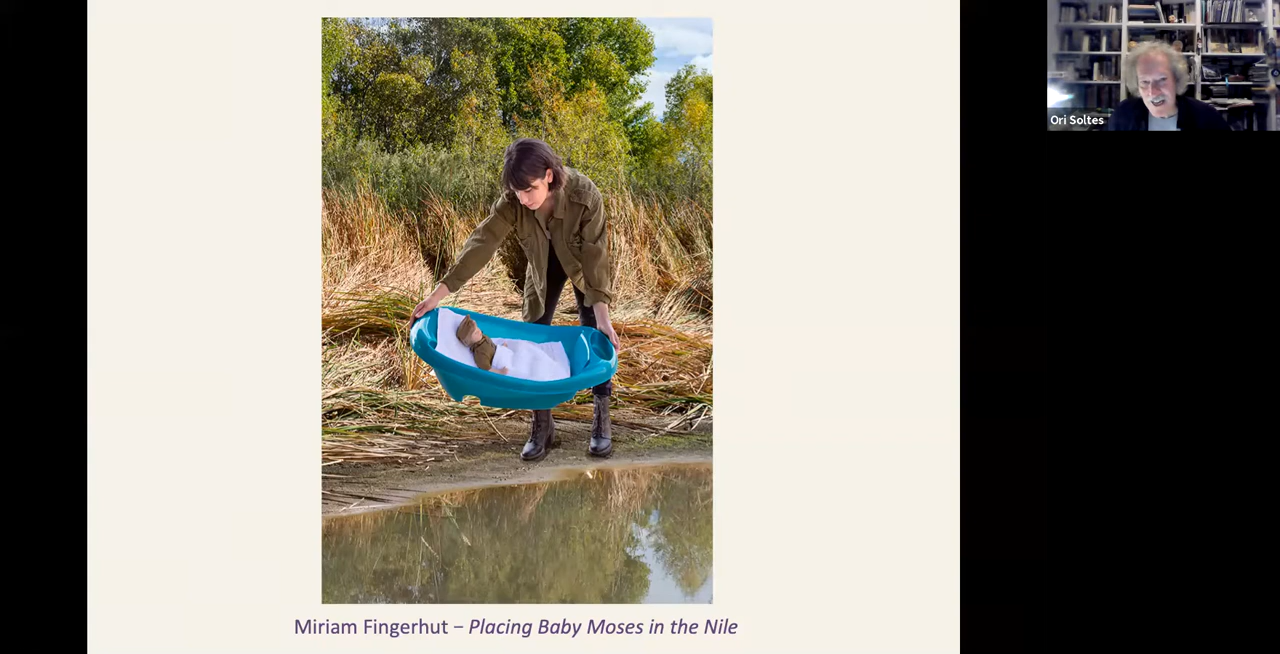 Ori Soltes
Miriam Fingerhut – Placing Baby Moses in the Nile